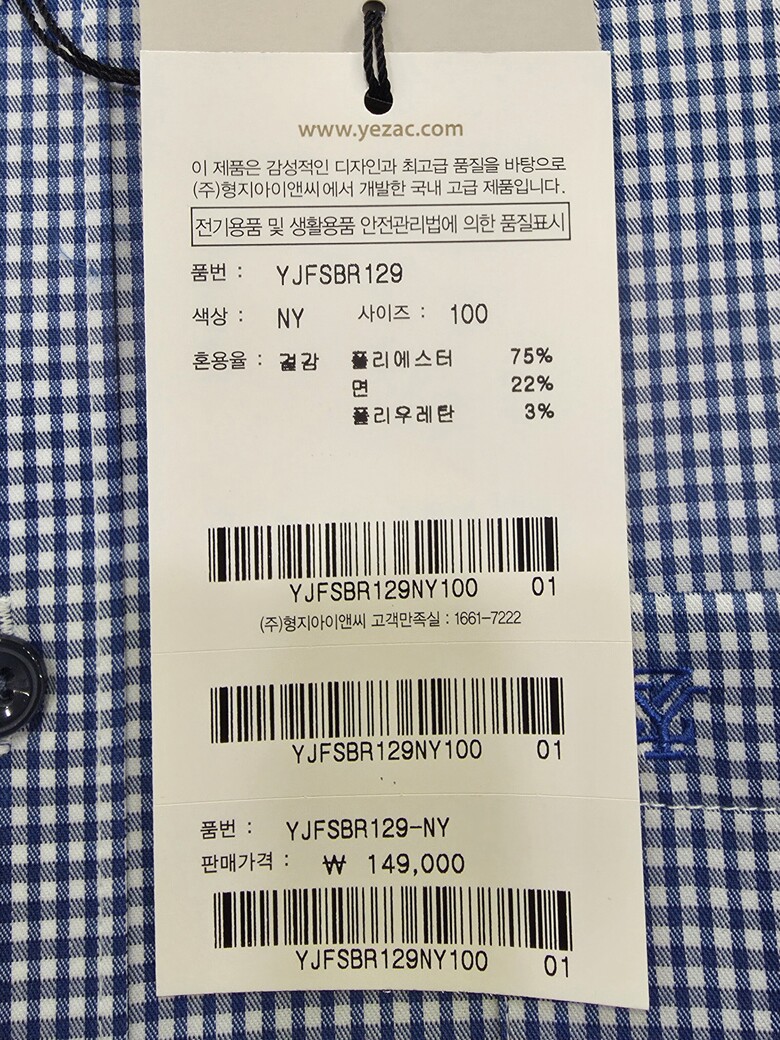 www.yezac.com
이 제품은 감성적인 디자인과 최고급 품질을 바탕으로
(주)형지아이앤씨에서 개발한 국내 고급 제품입니다.
전기용품 및 생활용품 안전관리법에 의한 품질표시
품번 : YJFSBR129
색상 : NY 사이즈 : 100
혼용율 : 겉감 폴리에스터 75%
면 22%
폴리우레탄 3%
YJFSBR129NY100 01
(주)형지아이앤씨 고객만족실 : 1661-7222
YJFSBR129NY100 01
품번 : YJFSBR129-NY
판매가격 : ₩ 149,000
YJFSBR129NY100 01